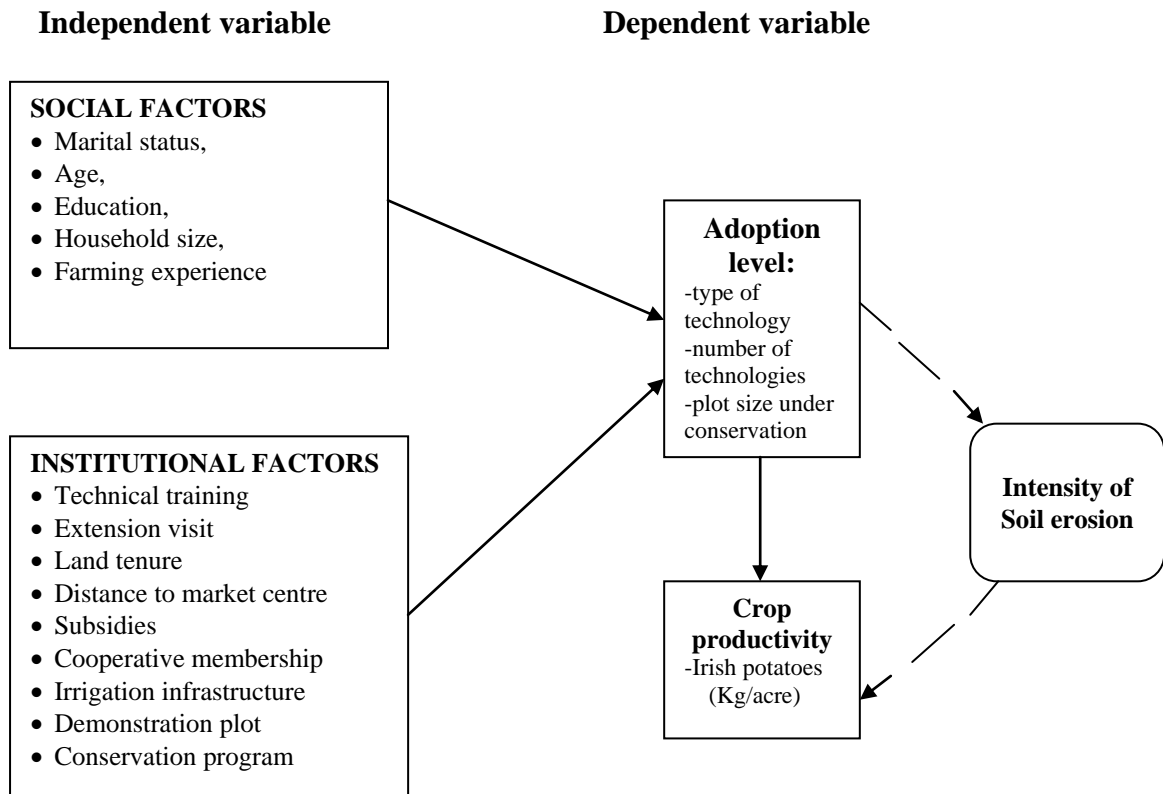 Independent variable
Dependent variable
SOCIAL FACTORS
• Marital status,
• Age,
• Education,
• Household size,
• Farming experience
INSTITUTIONAL FACTORS
• Technical training
• Extension visit
• Land tenure
• Distance to market centre
• Subsidies
• Cooperative membership
• Irrigation infrastructure
• Demonstration plot
• Conservation program
Adoption
level:
-type of
technology
-number of
technologies
-plot size under
conservation
Crop
productivity
-Irish potatoes
(Kg/acre)
Intensity of
Soil erosion